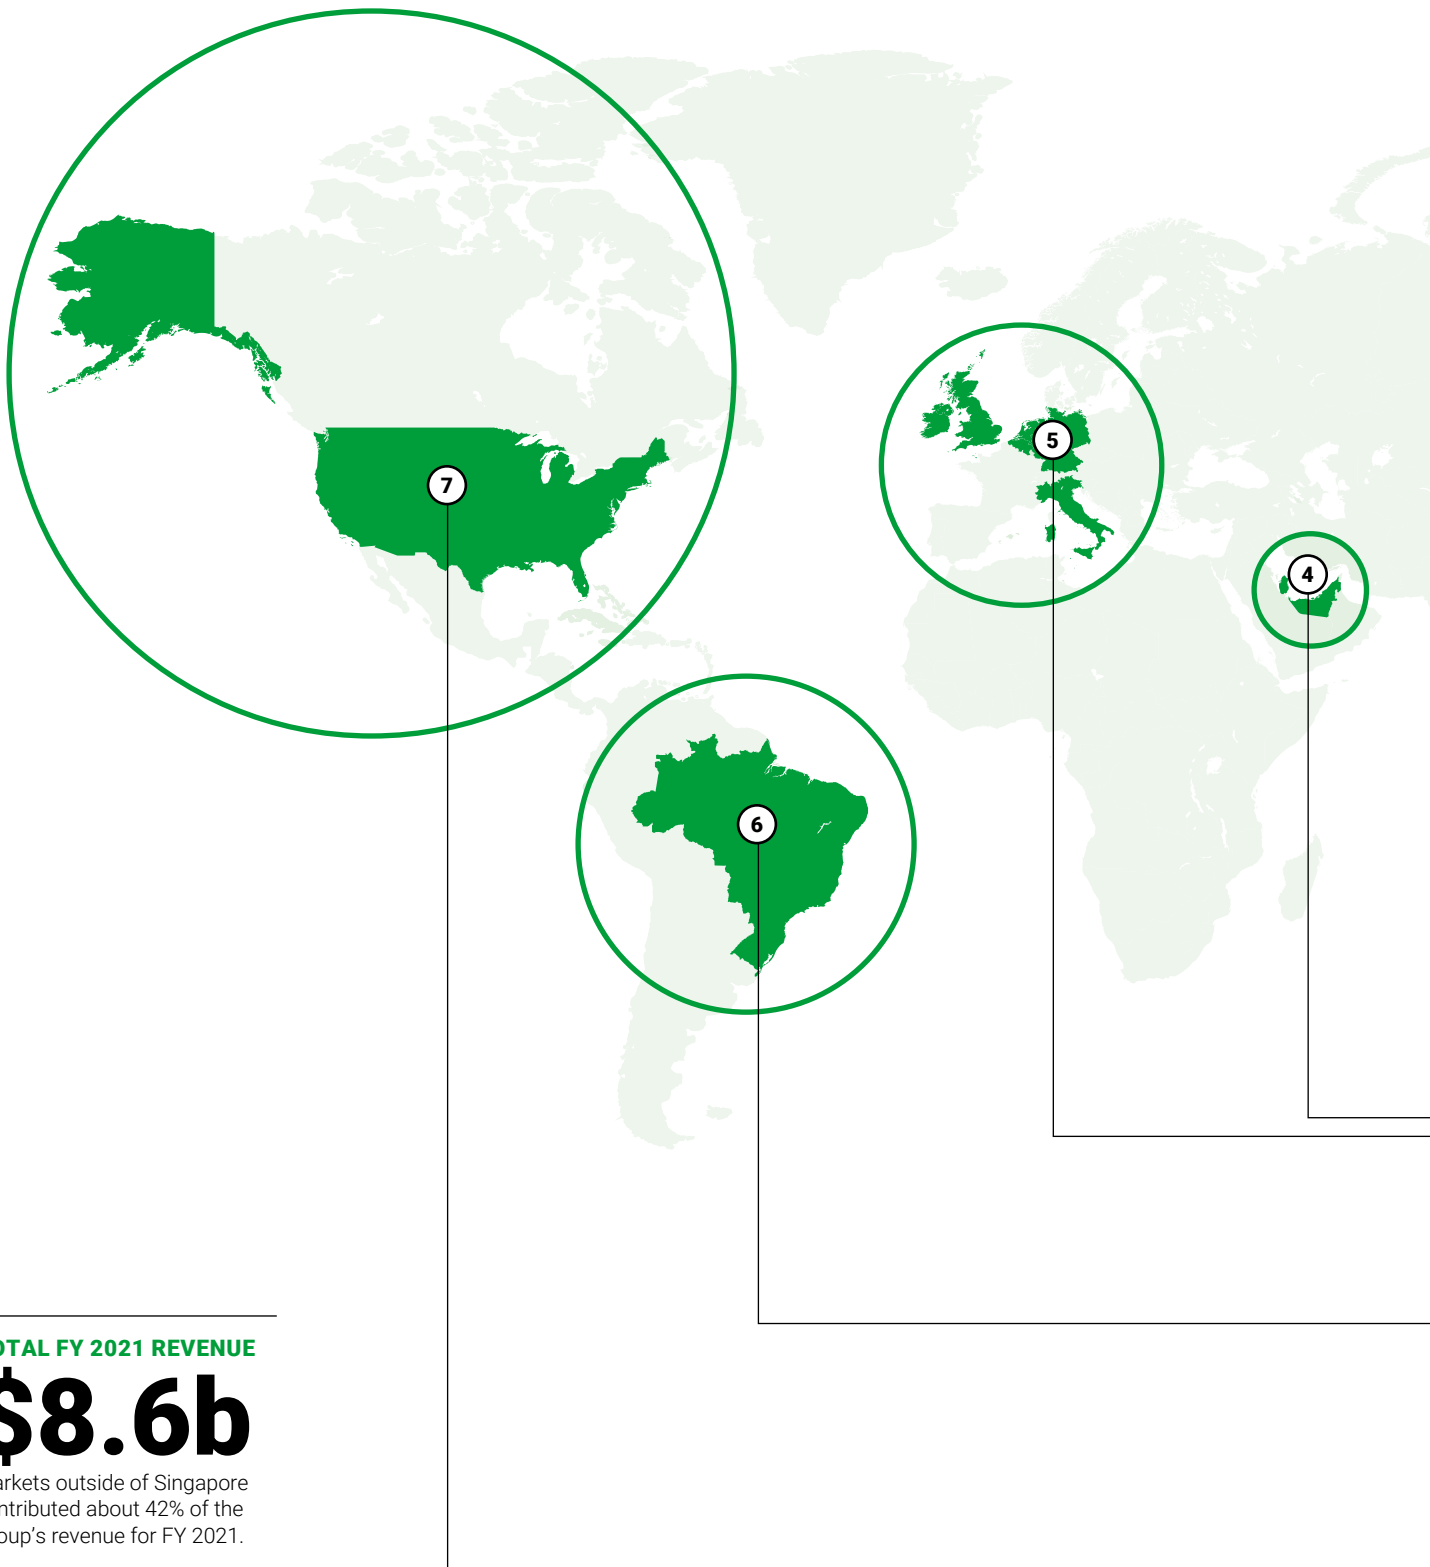 7
5
4
6
OTAL FY 2021 REVENUE
$8.6b
arkets outside of Singapore
ntributed about 42% of the
oup's revenue for FY 2021.